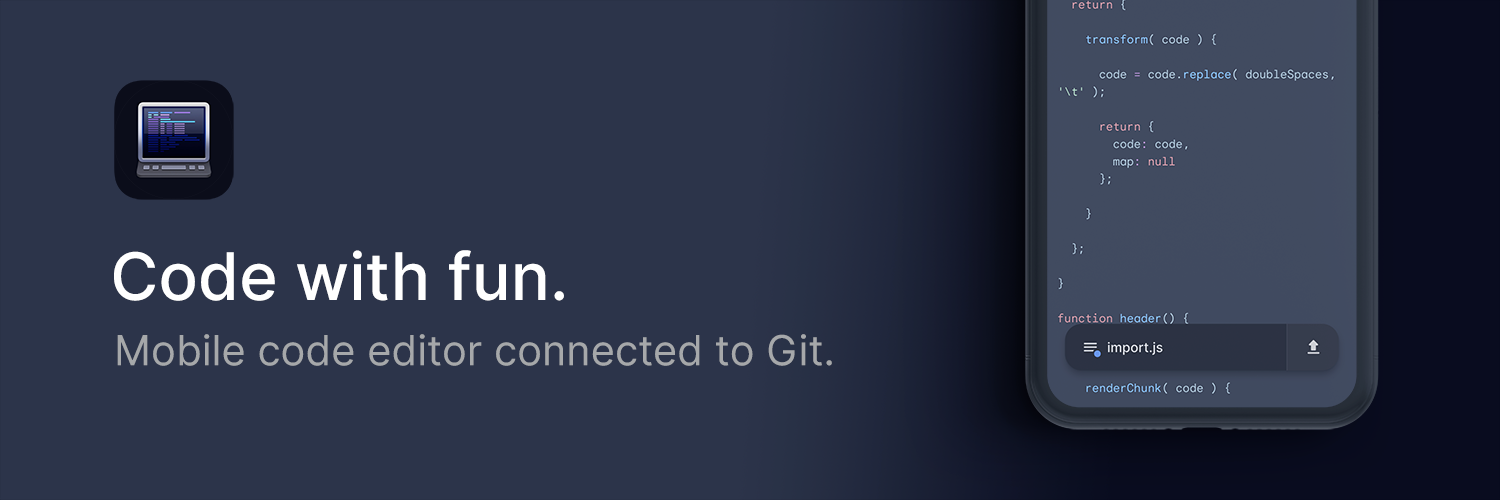 Code with fun.
Mobile code editor connected to Git.
return {
transform( code ) {
code = code.replace( doubleSpaces,
'\t' );
return {
code: code,
map: null
};
}
};
}
function header() {
import.js
renderChunk( code ) {